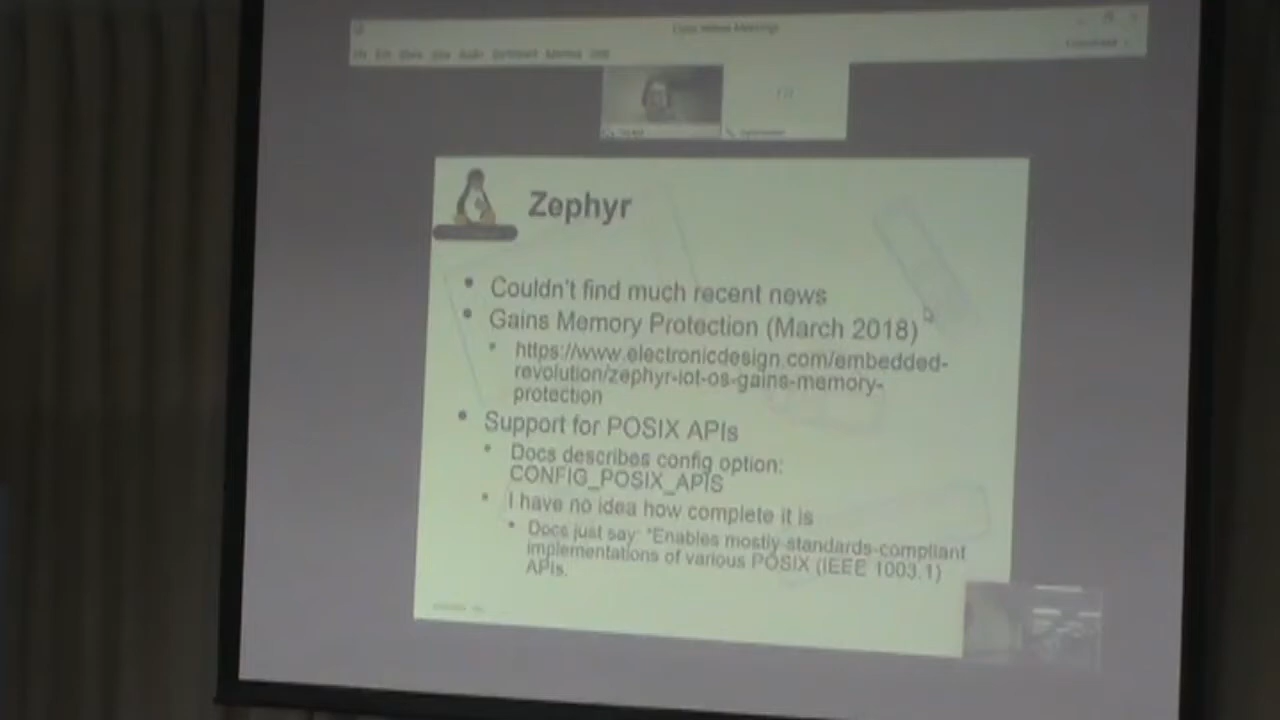 Zephyr
• Couldn't find much recent news
• Gains Memory Protection (March 2018)
• https://www.electronicdesign.com/embedded-
revolution/zephyr-iot-os-gains-memory-
protection
• Support for POSIX APIs
• Docs describes config option:
CONFIG_POSIX_APIS
• I have no idea how complete it is
• Docs just say: "Enables mostly-standards-compliant
implementations of various POSIX (IEEE 1003.1)
APIs.